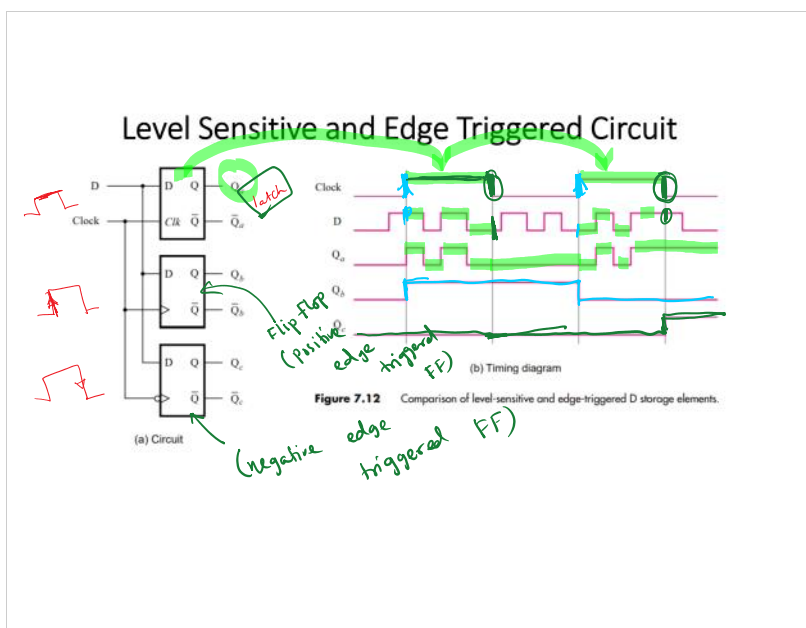 Level Sensitive and Edge Triggered Circuit
D
Clock
D Q
Q
latch
Clk Q̅ Q̅a
D Q Qb
Q̅ Q̅b
D Q Qc
Q̅ Q̅c
(a) Circuit
Flip flop
(positive
edge
triggered
FF)
(negative edge
triggered FF)
Clock
D
Qa
Qb
(b) Timing diagram
Figure 7.12 Comparison of level-sensitive and edge-triggered D storage elements.